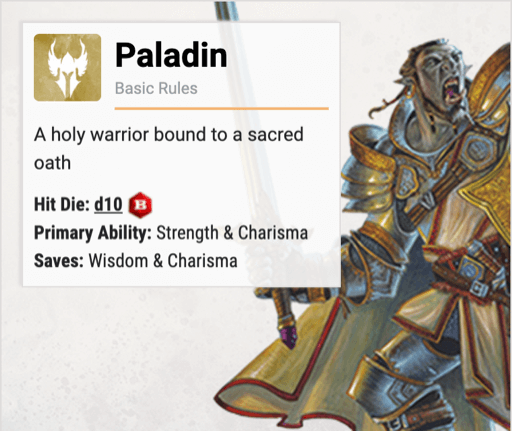 Paladin
Basic Rules
A holy warrior bound to a sacred
oath
Hit Die: d10 B
Primary Ability: Strength & Charisma
Saves: Wisdom & Charisma